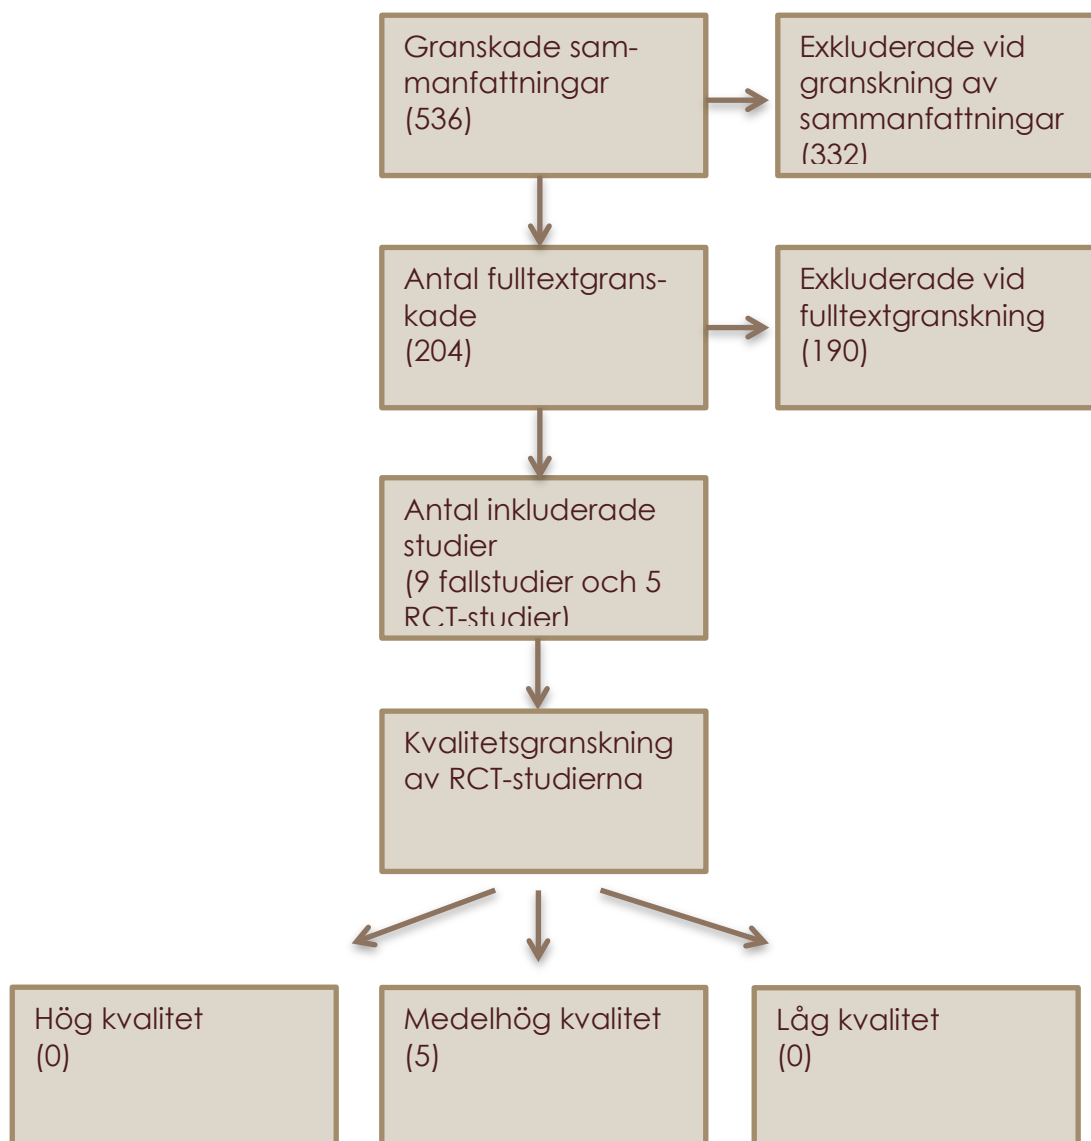 Granskade sam-
manfattningar
(536)
Exkluderade vid
granskning av
sammanfattningar
(332)
Antal fulltextgrans-
kade
(204)
Exkluderade vid
fulltextgranskning
(190)
Antal inkluderade
studier
(9 fallstudier och 5
RCT-studier)
Kvalitetsgranskning
av RCT-studierna
Hög kvalitet
(0)
Medelhög kvalitet
(5)
Låg kvalitet
(0)